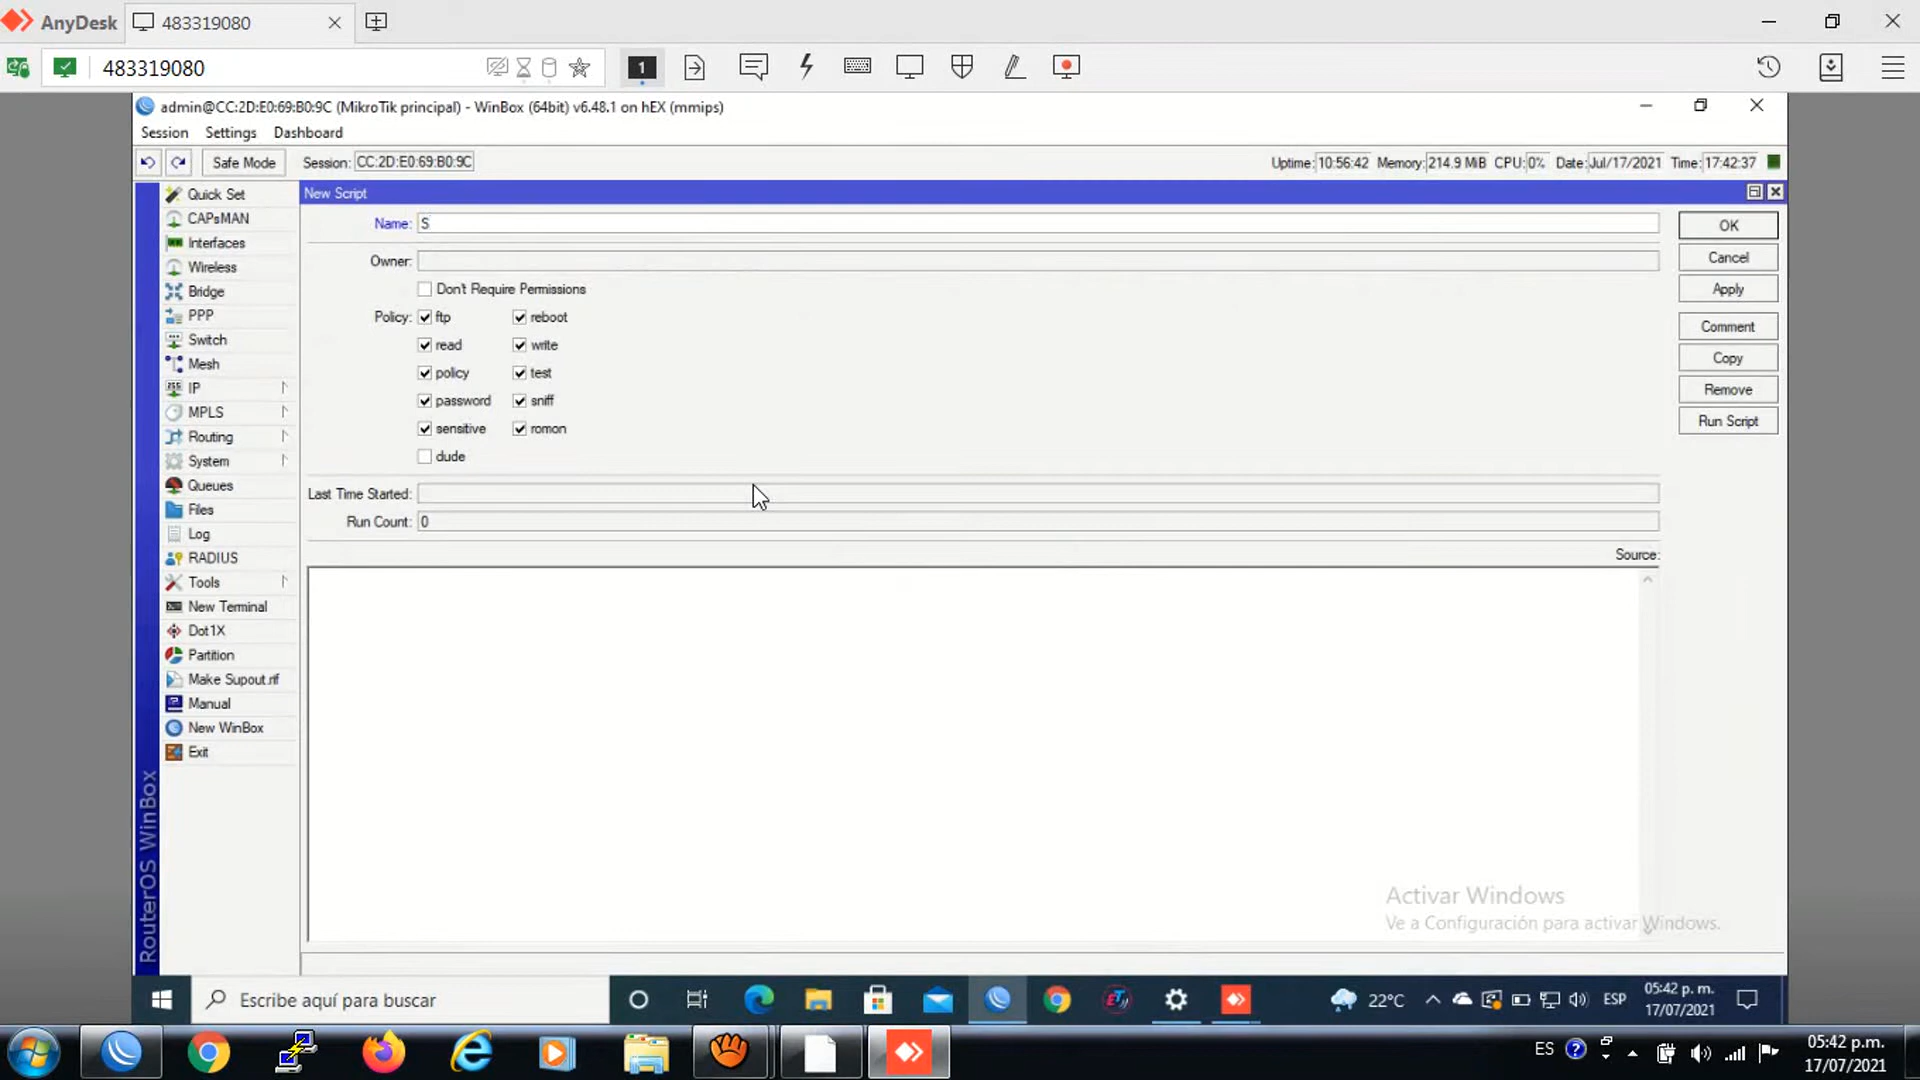 AnyDesk 483319080
483319080 1
admin@CC:2D:E0:69:B0:9C (MikroTik principal) - WinBox (64bit) v6.48.1 on hEX (mmips)
Session Settings Dashboard
Safe Mode Session: CC:2D:E0:69:B0:9C Uptime: 10:56:42 Memory: 214.9 MiB CPU: 0% Date: Jul/17/2021 Time: 17:42:37
Quick Set
CAPsMAN
Interfaces
Wireless
Bridge
PPP
Switch
Mesh
IP
MPLS
Routing
System
Queues
Files
Log
RADIUS
Tools
New Terminal
Dot1X
Partition
Make Supout.rif
Manual
New WinBox
Exit
RouterOS WinBox
New Script
Name: S
Owner:
Don't Require Permissions
Policy: ftp reboot
read write
policy test
password sniff
sensitive romon
dude
Last Time Started:
Run Count: 0
Source:
OK
Cancel
Apply
Comment
Copy
Remove
Run Script
Activar Windows
Ve a Configuración para activar Windows.
Escribe aquí para buscar
22°C ESP 05:42 p. m.
17/07/2021
ES 05:42 p.m.
17/07/2021